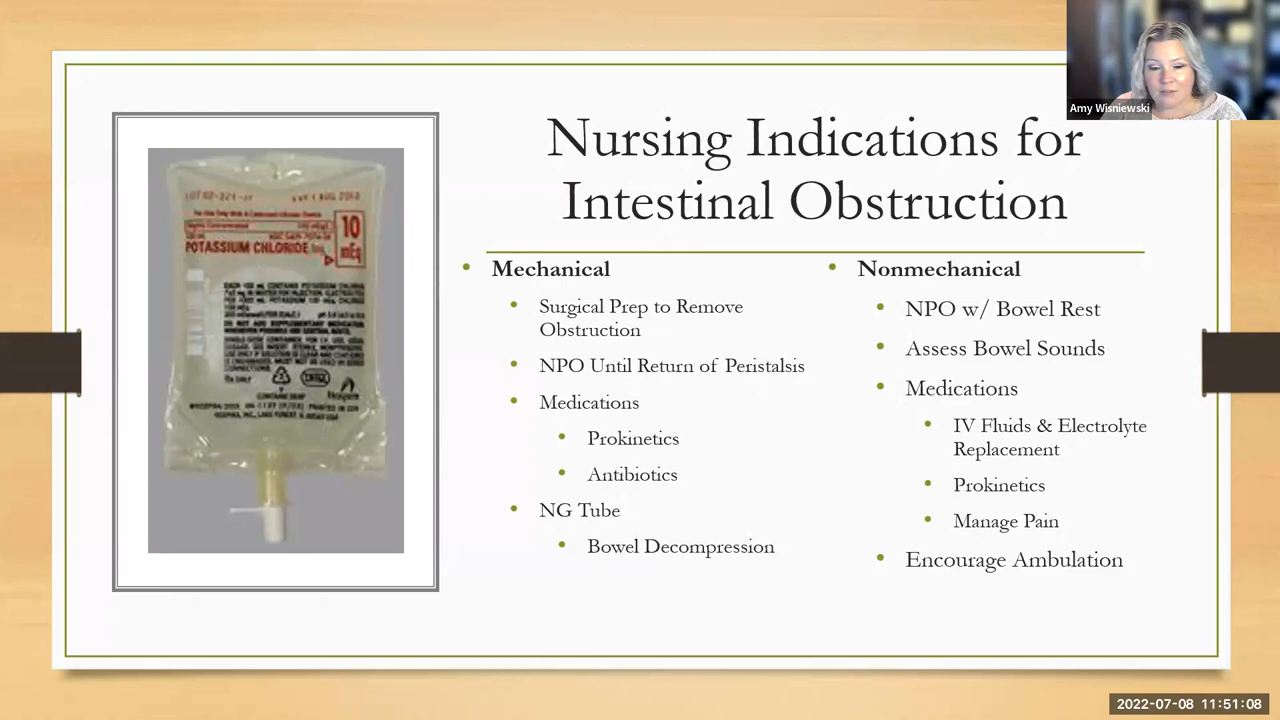 Amy Wisniewski
Nursing Indications for
Intestinal Obstruction
10
mEq
POTASSIUM CHLORIDE
• Mechanical
• Surgical Prep to Remove
Obstruction
• NPO Until Return of Peristalsis
• Medications
• Prokinetics
• Antibiotics
• NG Tube
• Bowel Decompression
• Nonmechanical
• NPO w/ Bowel Rest
• Assess Bowel Sounds
• Medications
• IV Fluids & Electrolyte
Replacement
• Prokinetics
• Manage Pain
• Encourage Ambulation
2022-07-08 11:51:08